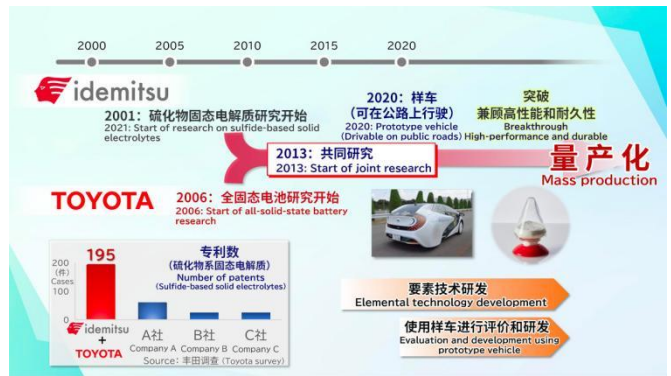 2000 2005 2010 2015 2020
idemitsu
2001：硫化物固态电解质研究开始
2021: Start of research on sulfide-based solid
electrolytes
2020：样车
（可在公路上行驶）
2020: Prototype vehicle
(Drivable on public roads)
突破
兼顾高性能和耐久性
Breakthrough
High-performance and durable
2013：共同研究
2013: Start of joint research
量产化
Mass production
TOYOTA
2006：全固态电池研究开始
2006: Start of all-solid-state battery
research
专利数
（硫化物系固态电解质）
Number of patents
(Sulfide-based solid electrolytes)
195
200
(件)
Cases
100
0
idemitsu
+
TOYOTA
A社
Company A
B社
Company B
C社
Company C
Source：丰田调查 (Toyota survey)
要素技术研发
Elemental technology development
使用样车进行评价和研发
Evaluation and development using
prototype vehicle